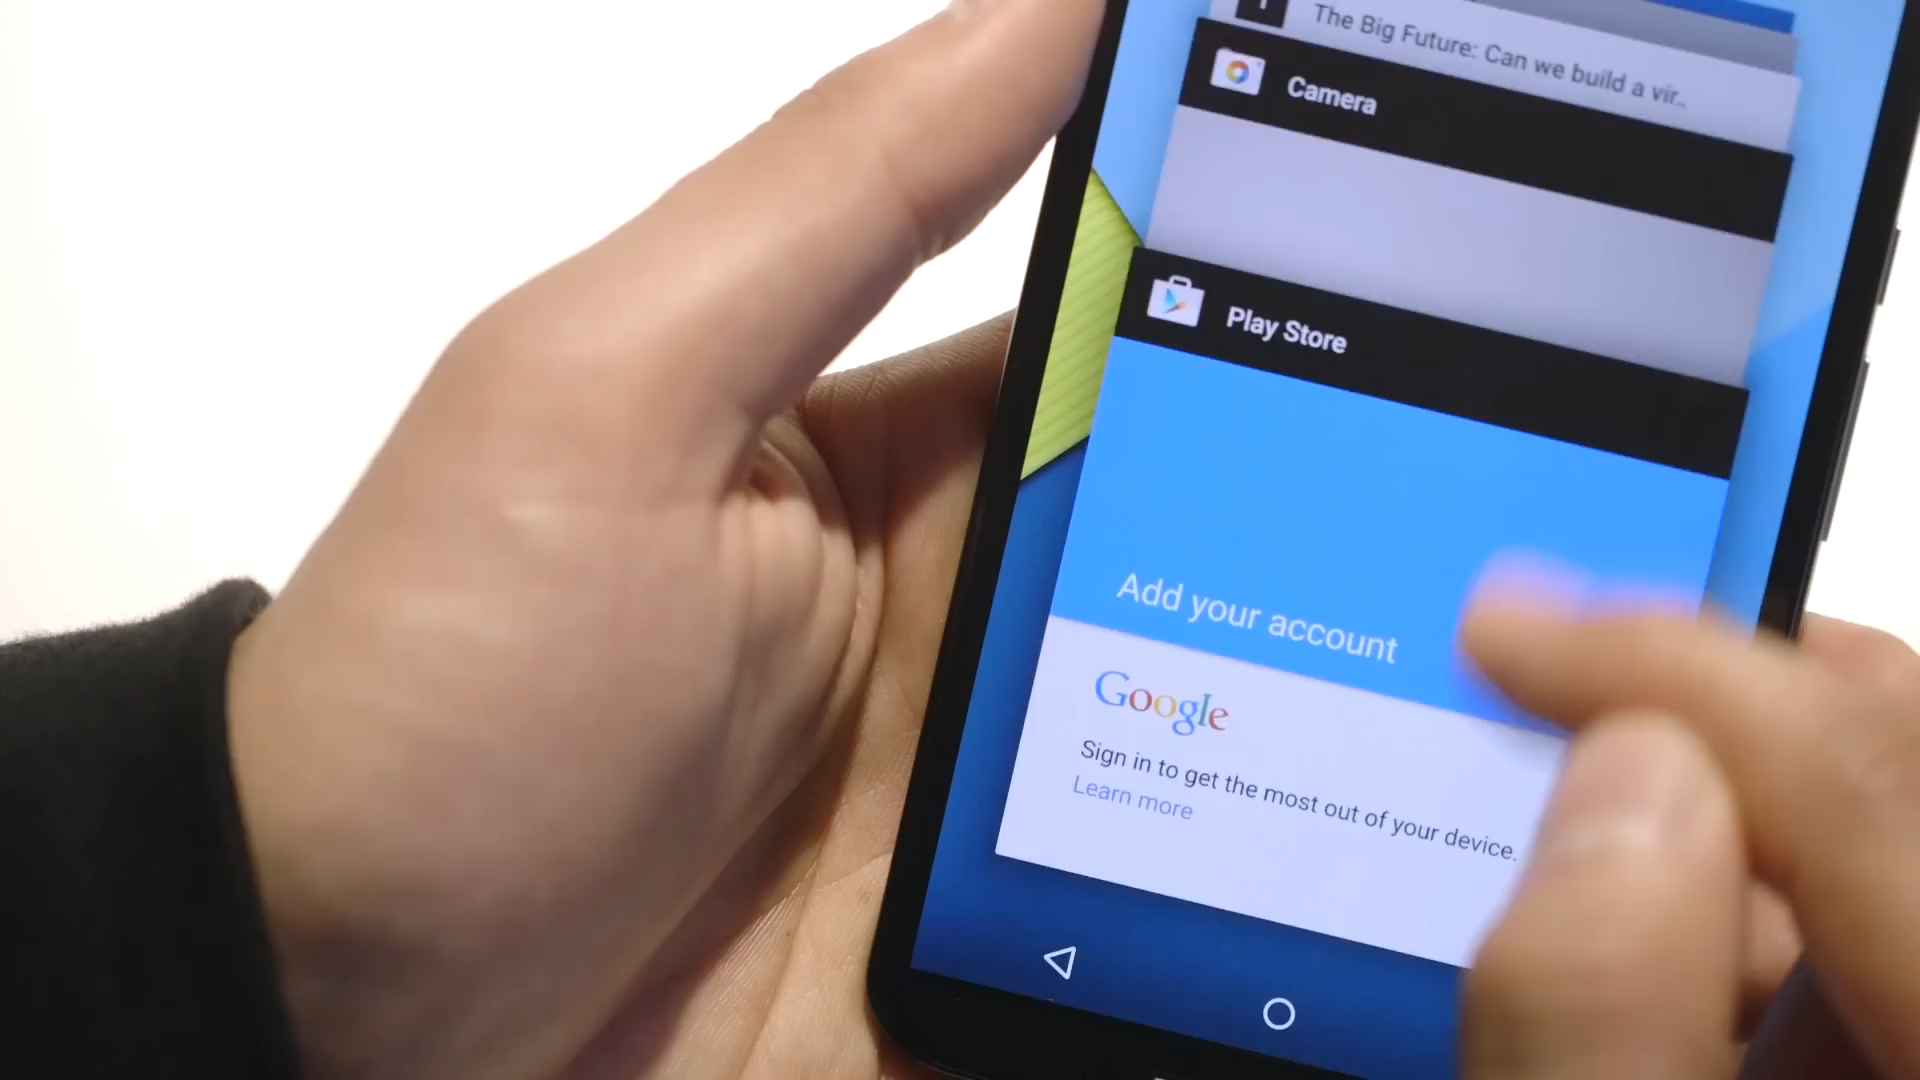 The Big Future: Can we build a vir...
Camera
Play Store
Add your account
Google
Sign in to get the most out of your device.
Learn more